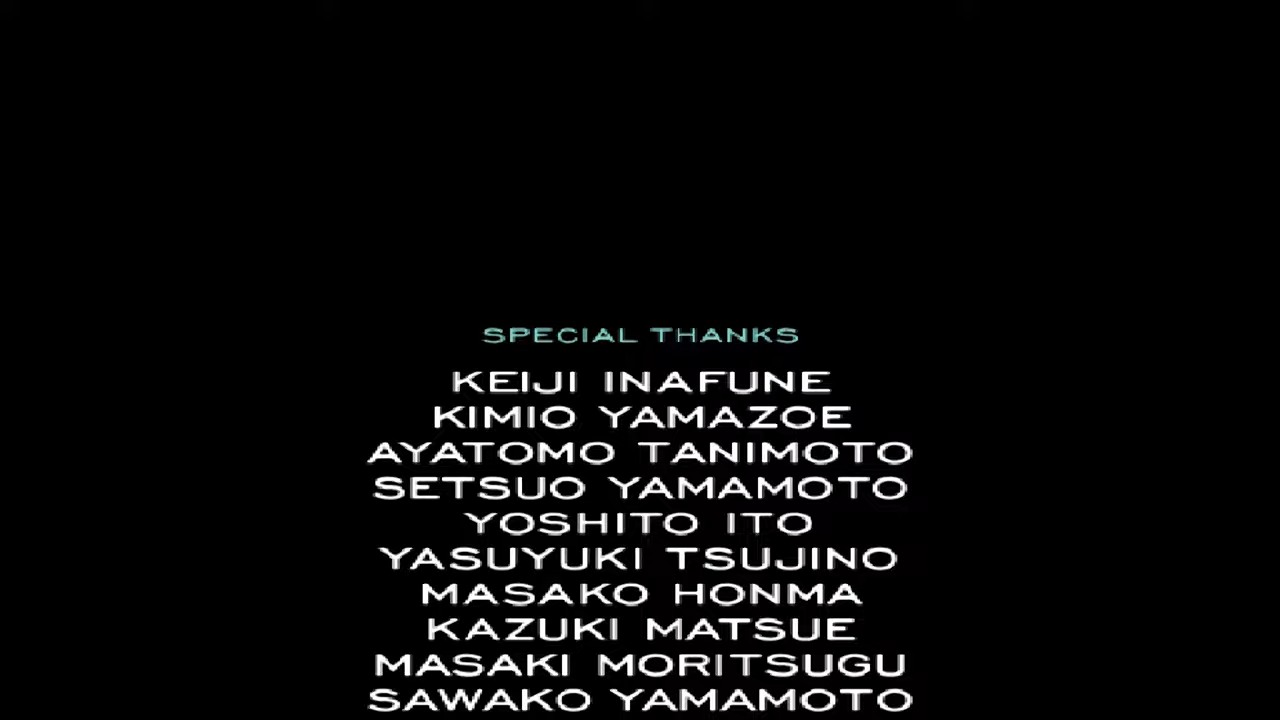 SPECIAL THANKS
KEIJI INAFUNE
KIMIO YAMAZOE
AYATOMO TANIMOTO
SETSUO YAMAMOTO
YOSHITO ITO
YASUYUKI TSUJINO
MASAKO HONMA
KAZUKI MATSUE
MASAKI MORITSUGU
SAWAKO YAMAMOTO